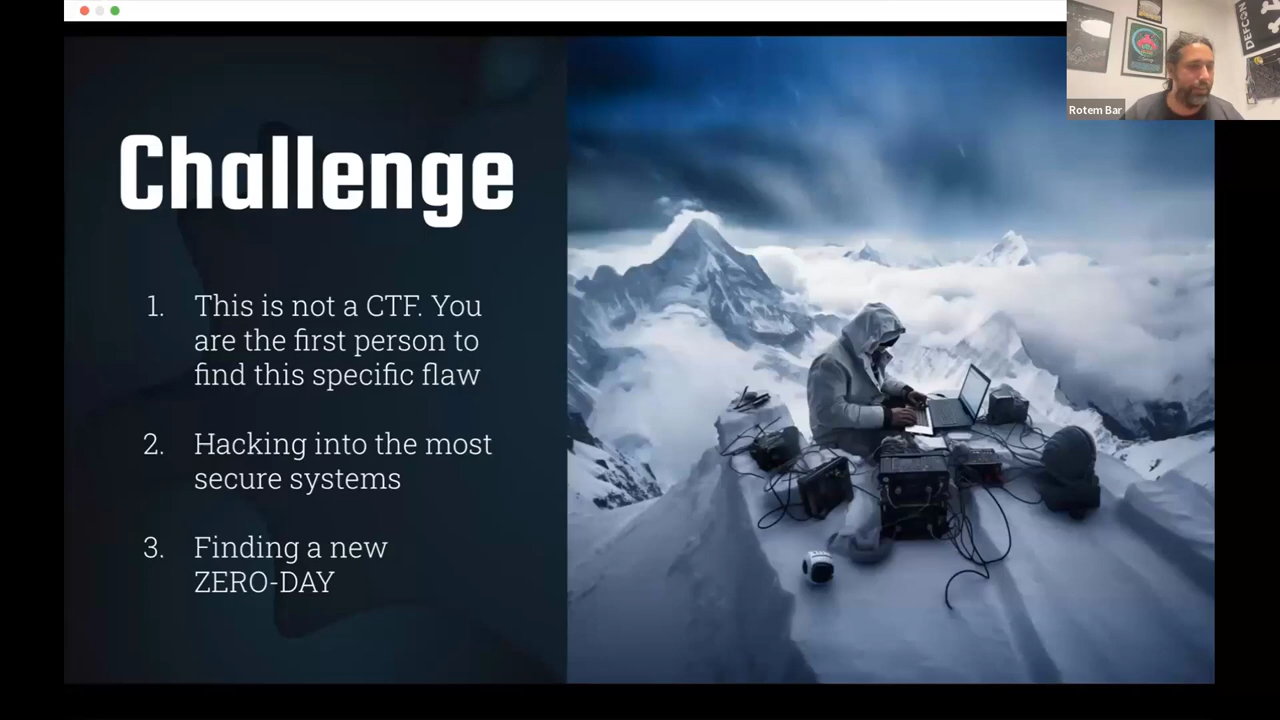 Challenge
1. This is not a CTF. You
are the first person to
find this specific flaw
2. Hacking into the most
secure systems
3. Finding a new
ZERO-DAY
Rotem Bar
DEFCON